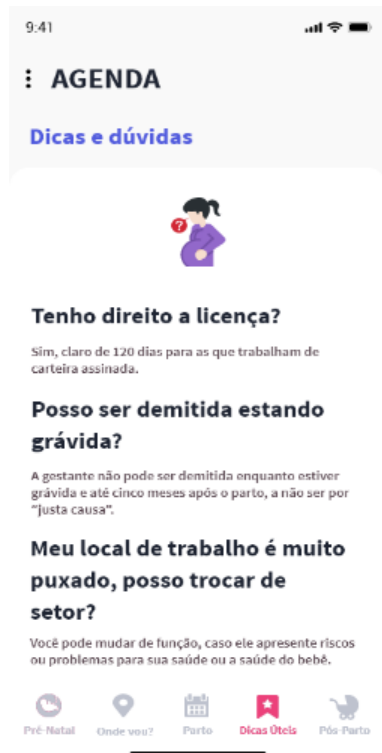 9:41
AGENDA
Dicas e dúvidas
?
Tenho direito a licença?
Sim, claro de 120 dias para as que trabalham de
carteira assinada.
Posso ser demitida estando
grávida?
A gestante não pode ser demitida enquanto estiver
grávida e até cinco meses após o parto, a não ser por
"justa causa".
Meu local de trabalho é muito
puxado, posso trocar de
setor?
Você pode mudar de função, caso ele apresente riscos
ou problemas para sua saúde ou a saúde do bebê.
Pré-Natal Onde vou? Parto Dicas Úteis Pós-Parto